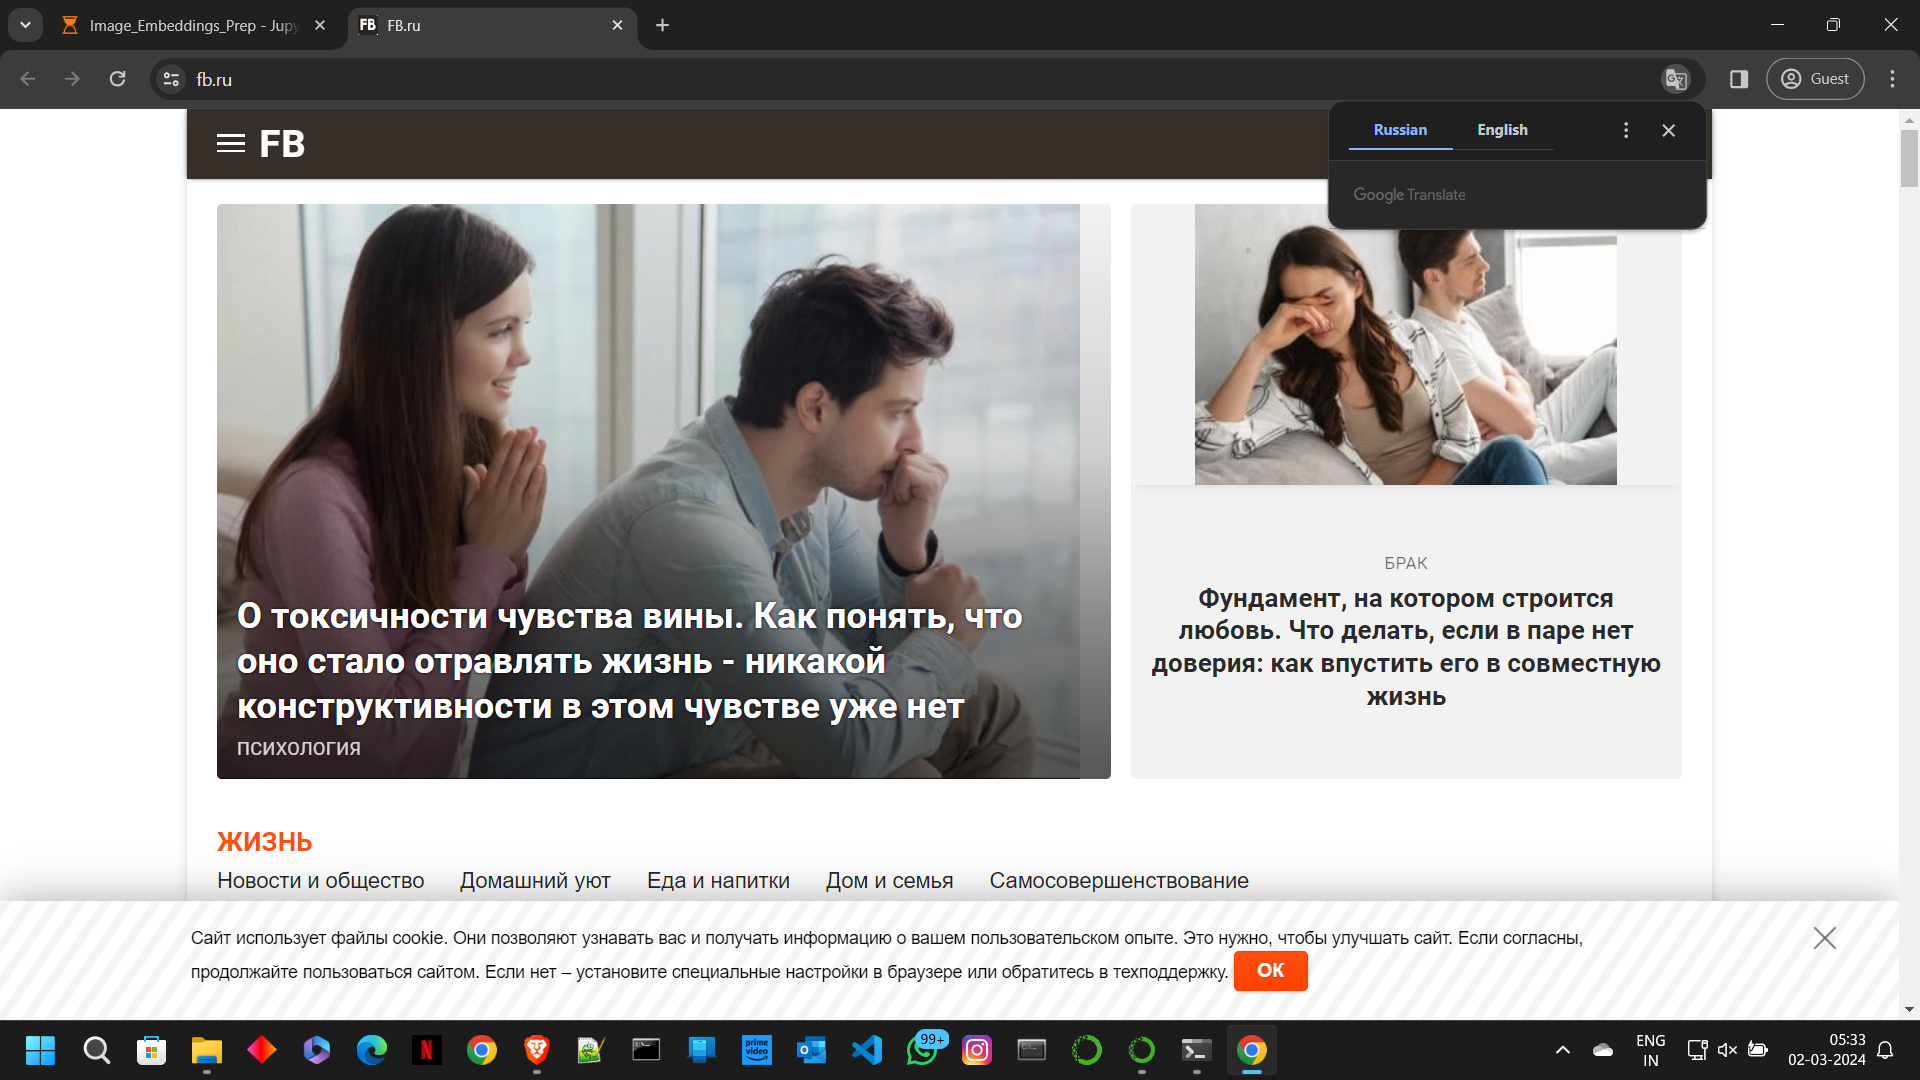 Image_Embeddings_Prep - Jupy
FB FB.ru
fb.ru
Guest
FB
Russian English
Google Translate
О токсичности чувства вины. Как понять, что
оно стало отравлять жизнь - никакой
конструктивности в этом чувстве уже нет
ПСИХОЛОГИЯ
БРАК
Фундамент, на котором строится
любовь. Что делать, если в паре нет
доверия: как впустить его в совместную
жизнь
ЖИЗНЬ
Новости и общество Домашний уют Еда и напитки Дом и семья Самосовершенствование
Сайт использует файлы cookie. Они позволяют узнавать вас и получать информацию о вашем пользовательском опыте. Это нужно, чтобы улучшать сайт. Если согласны,
продолжайте пользоваться сайтом. Если нет – установите специальные настройки в браузере или обратитесь в техподдержку. ОК
prime video
99+
ENG
IN
05:33
02-03-2024